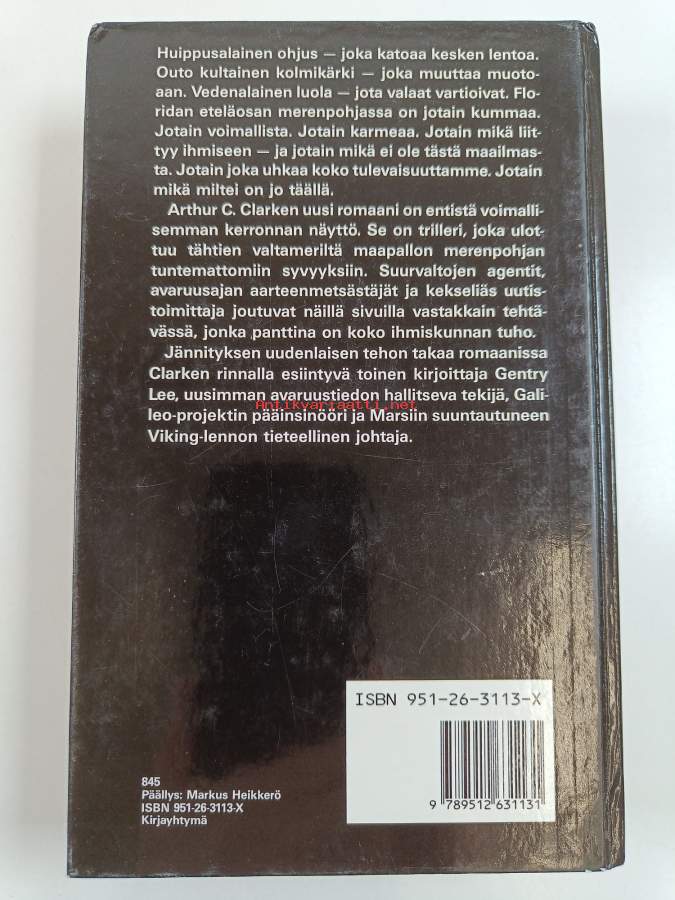 Huippusalainen ohjus — joka katoaa kesken lentoa.
Outo kultainen kolmikärki — joka muuttaa muoto-
aan. Vedenalainen luola — jota valaat vartioivat. Flo-
ridan eteläosan merenpohjassa on jotain kummaa.
Jotain voimallista. Jotain karmeaa. Jotain mikä liit-
tyy ihmiseen — ja jotain mikä ei ole tästä maailmas-
ta. Jotain joka uhkaa koko tulevaisuuttamme. Jotain
mikä miltei on jo täällä.
Arthur C. Clarken uusi romaani on entistä voimalli-
semman kerronnan näyttö. Se on trilleri, joka ulot-
tuu tähtien valtameriltä maapallon merenpohjan
tuntemattomiin syvyyksiin. Suurvaltojen agentit,
avaruusajan aarteenmetsästäjät ja kekseliäs uutis-
toimittaja joutuvat näillä sivuilla vastakkain tehtä-
vässä, jonka panttina on koko ihmiskunnan tuho.
Jännityksen uudenlaisen tehon takaa romaanissa
Clarken rinnalla esiintyvä toinen kirjoittaja Gentry
Lee, uusimman avaruustiedon hallitseva tekijä, Gali-
Antikvariaatti.net
leo-projektin pääinsinööri ja Marsiin suuntautuneen
Viking-lennon tieteellinen johtaja.
ISBN 951-26-3113-X
9 789512 631131
845
Päällys: Markus Heikkerö
ISBN 951-26-3113-X
Kirjayhtymä